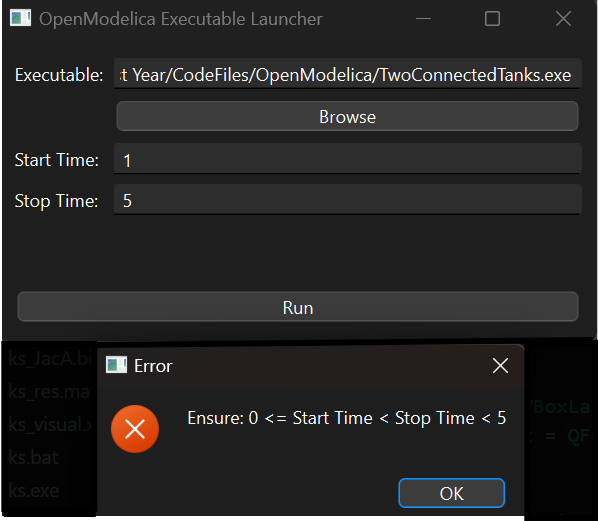 OpenModelica Executable Launcher
Executable: t Year/CodeFiles/OpenModelica/TwoConnectedTanks.exe
Browse
Start Time: 1
Stop Time: 5
Run
ks_JacA.bi
ks_res.ma
ks_visual.x
ks.bat
ks.exe
Error
Ensure: 0 <= Start Time < Stop Time < 5
OK
BoxLa
= QF